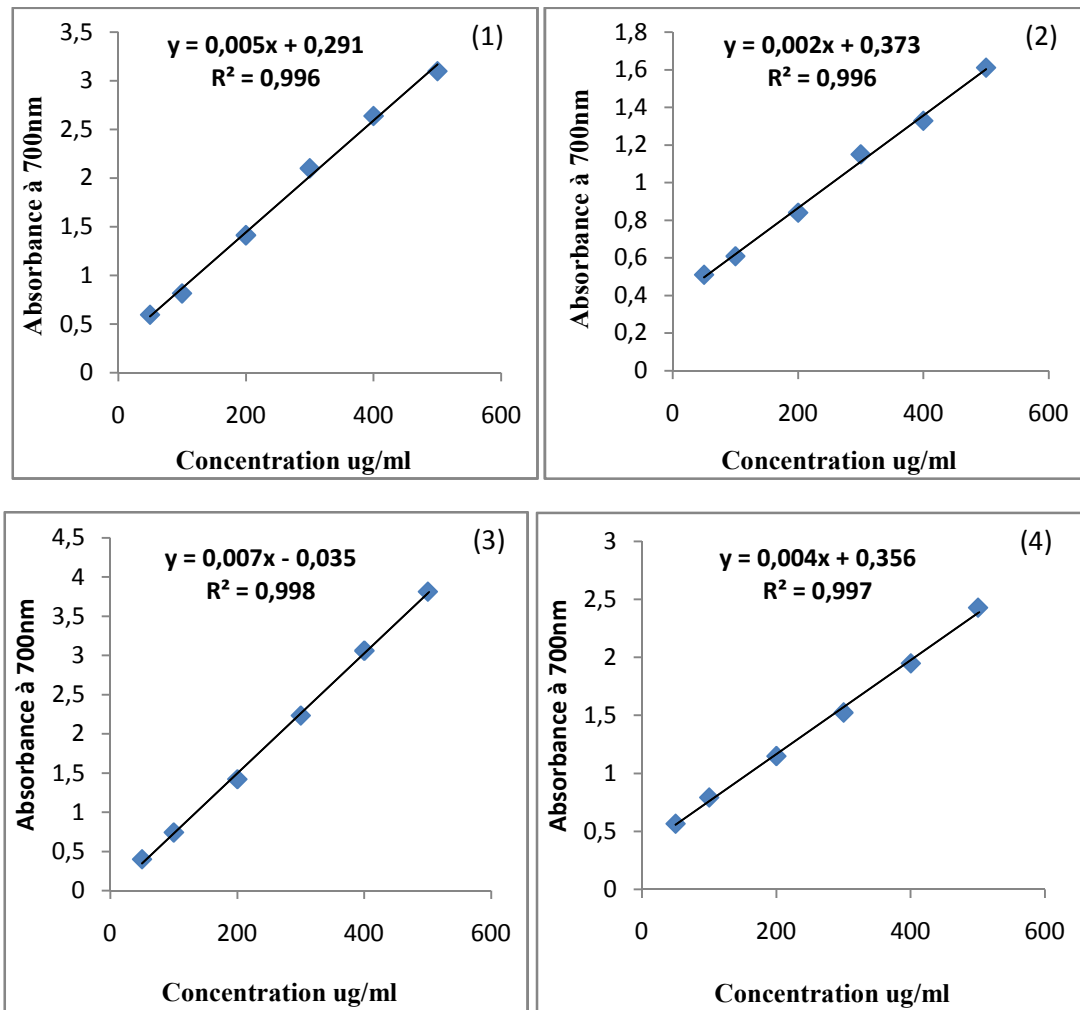 (1)
y = 0,005x + 0,291
R² = 0,996
3,5
3
2,5
2
1,5
1
0,5
0
0 200 400 600
Absorbance à 700nm
Concentration ug/ml
(2)
y = 0,002x + 0,373
R² = 0,996
1,8
1,6
1,4
1,2
1
0,8
0,6
0,4
0,2
0
0 200 400 600
Absorbance à 700nm
Concentration ug/ml
(3)
y = 0,007x - 0,035
R² = 0,998
4,5
4
3,5
3
2,5
2
1,5
1
0,5
0
0 200 400 600
Absorbance à 700nm
Concentration ug/ml
(4)
y = 0,004x + 0,356
R² = 0,997
3
2,5
2
1,5
1
0,5
0
0 200 400 600
Absorbance à 700nm
Concentration ug/ml